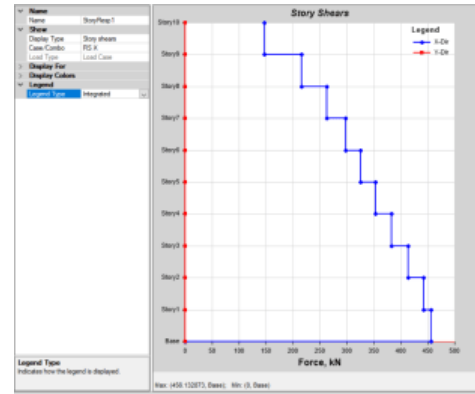 Name
Name StoryResp1
Show
Display Type Story shears
Case/Combo RS X
Load Type Load Case
Display For
Display Colors
Legend
Legend Type Integrated
Legend Type
Indicates how the legend is displayed.
Story Shears
Legend
X-Dir
Y-Dir
Story10
Story9
Story8
Story7
Story6
Story5
Story4
Story3
Story2
Story1
Base
0 50 100 150 200 250 300 350 400 450 500
Force, kN
Max: (456.132873, Base); Min: (0, Base)